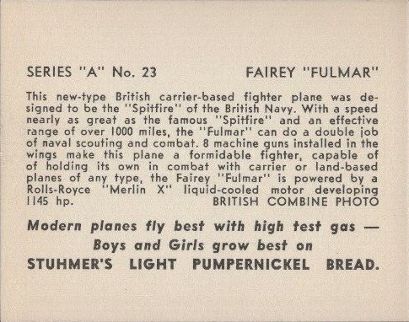 SERIES "A" No. 23 FAIREY "FULMAR"
This new-type British carrier-based fighter plane was de-
signed to be the "Spitfire" of the British Navy. With a speed
nearly as great as the famous "Spitfire" and an effective
range of over 1000 miles, the "Fulmar" can do a double job
of naval scouting and combat. 8 machine guns installed in the
wings make this plane a formidable fighter, capable of
of holding its own in combat with carrier or land-based
planes of any type, the Fairey "Fulmar" is powered by a
Rolls-Royce "Merlin X" liquid-cooled motor developing
1145 hp. BRITISH COMBINE PHOTO
Modern planes fly best with high test gas —
Boys and Girls grow best on
STUHMER'S LIGHT PUMPERNICKEL BREAD.